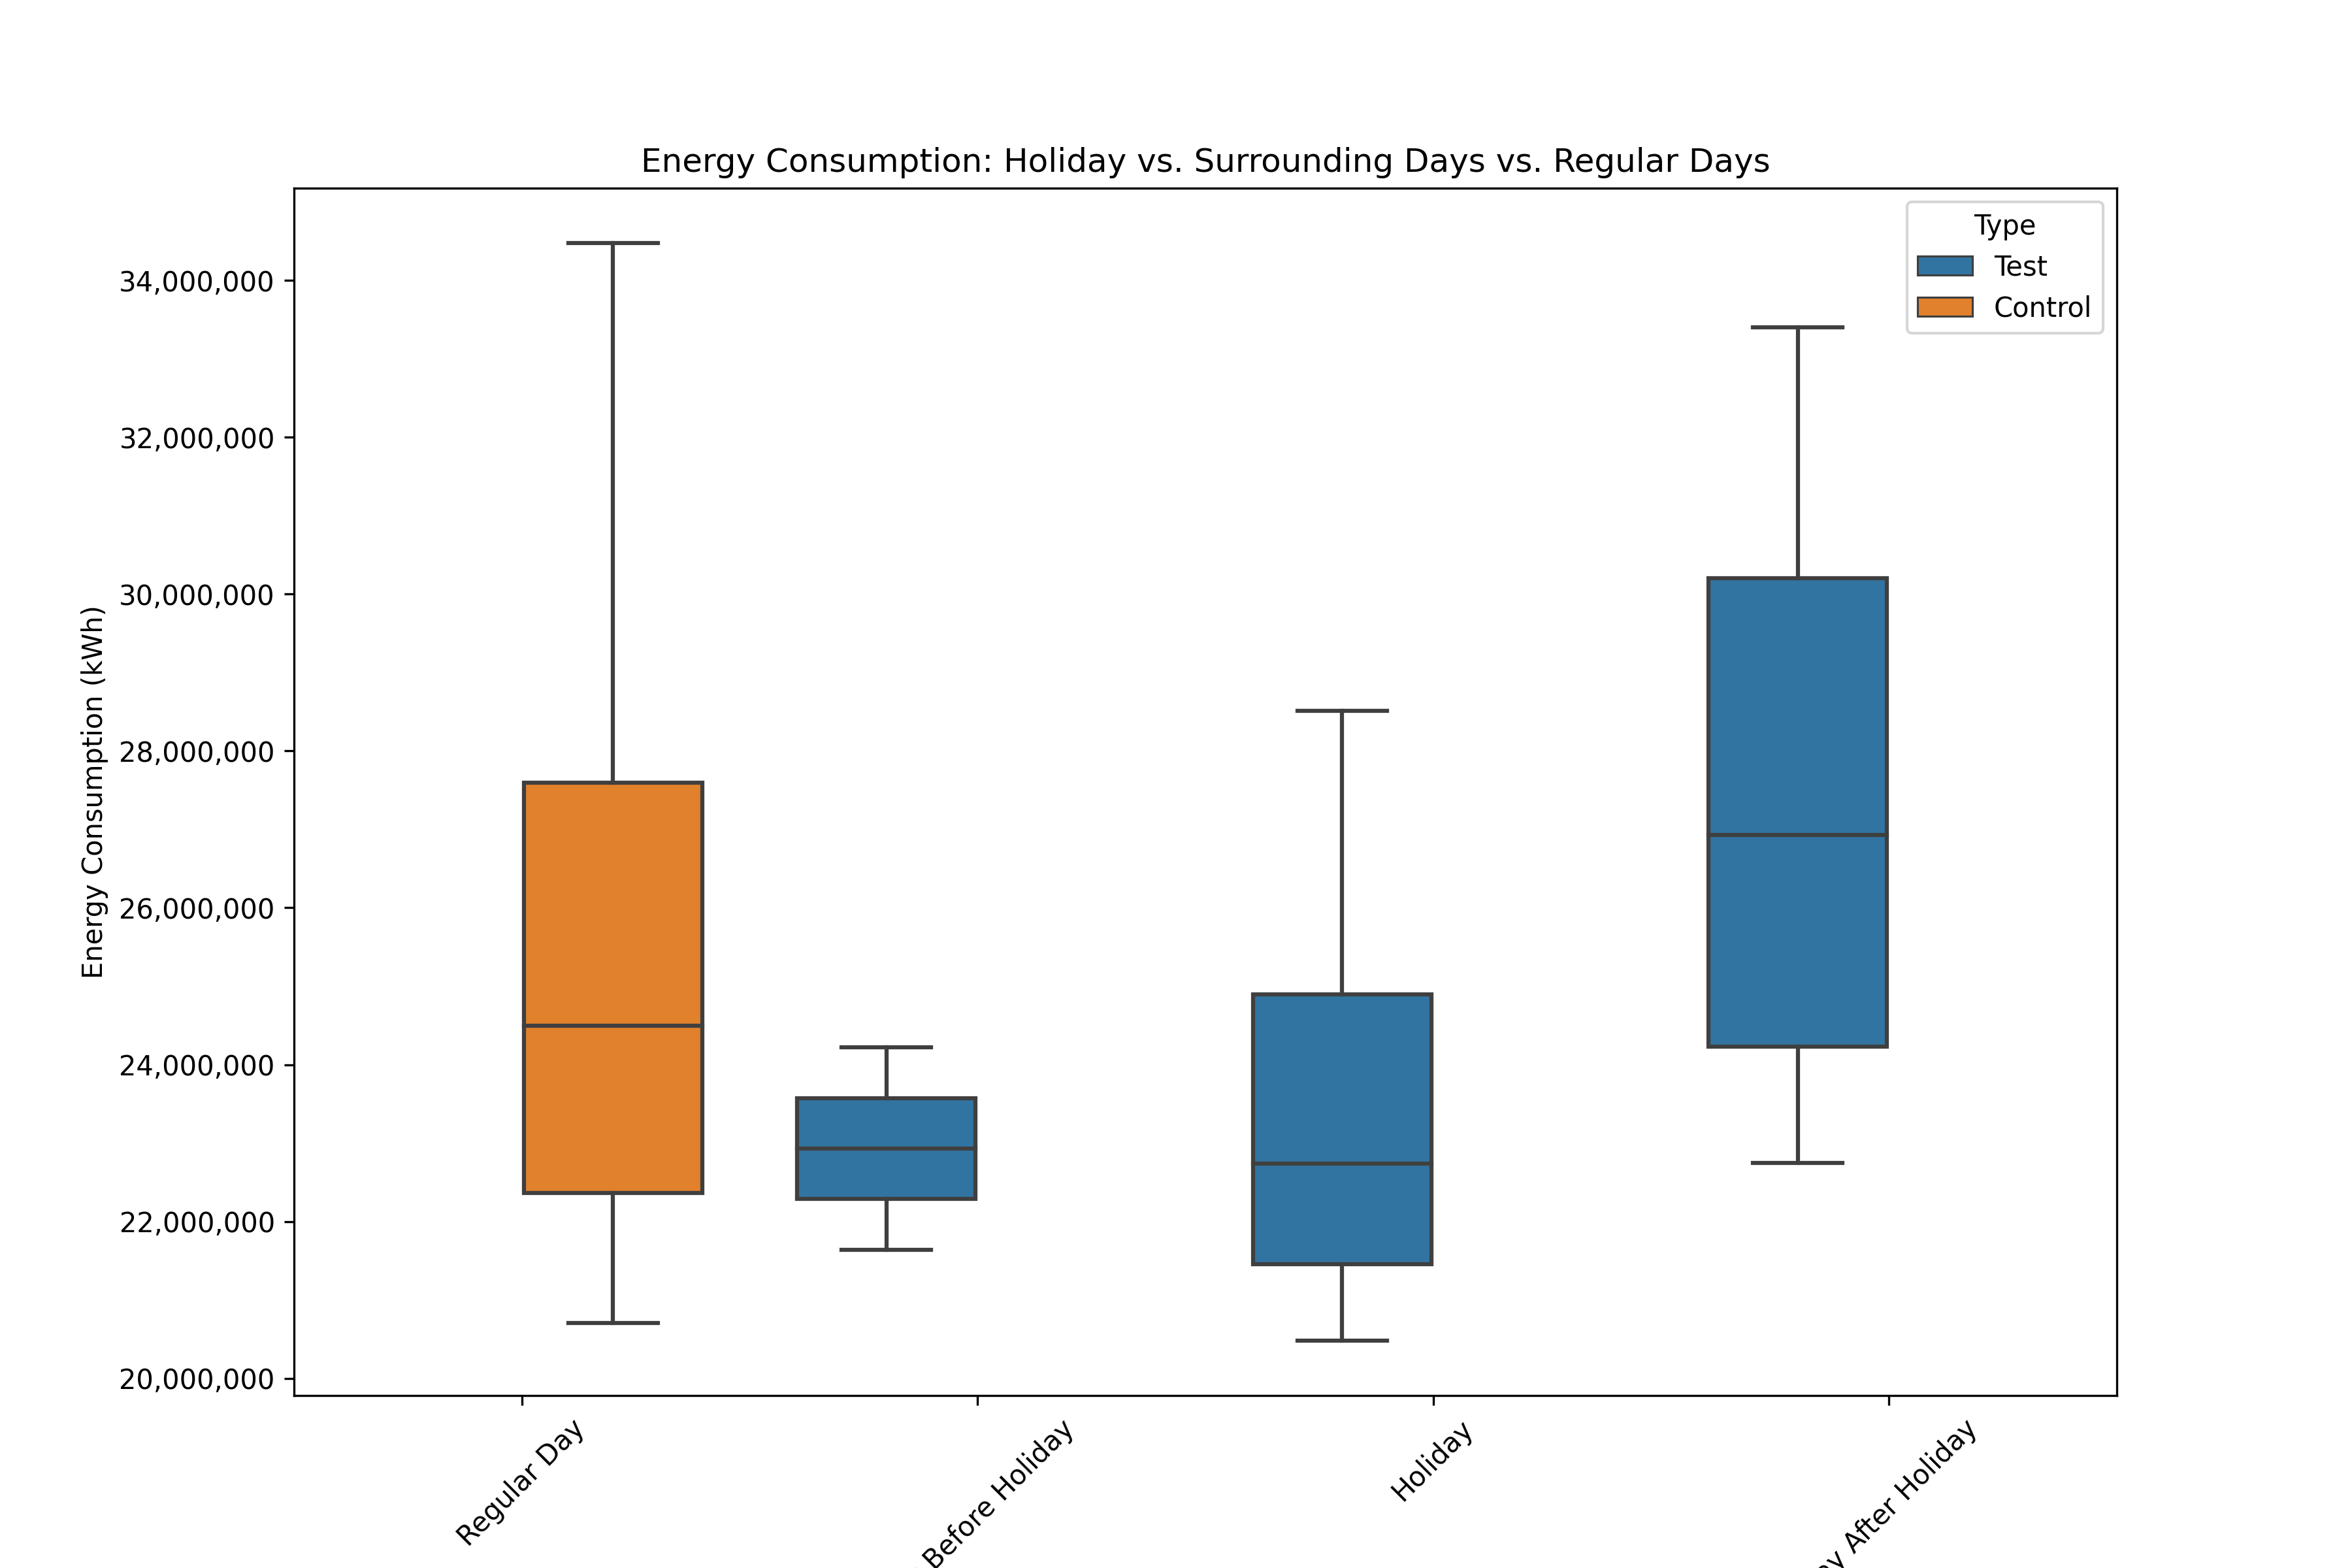 Energy Consumption: Holiday vs. Surrounding Days vs. Regular Days
Type
Test
Control
34,000,000
32,000,000
30,000,000
28,000,000
26,000,000
24,000,000
22,000,000
20,000,000
Energy Consumption (kWh)
Regular Day
Before Holiday
Holiday
After Holiday